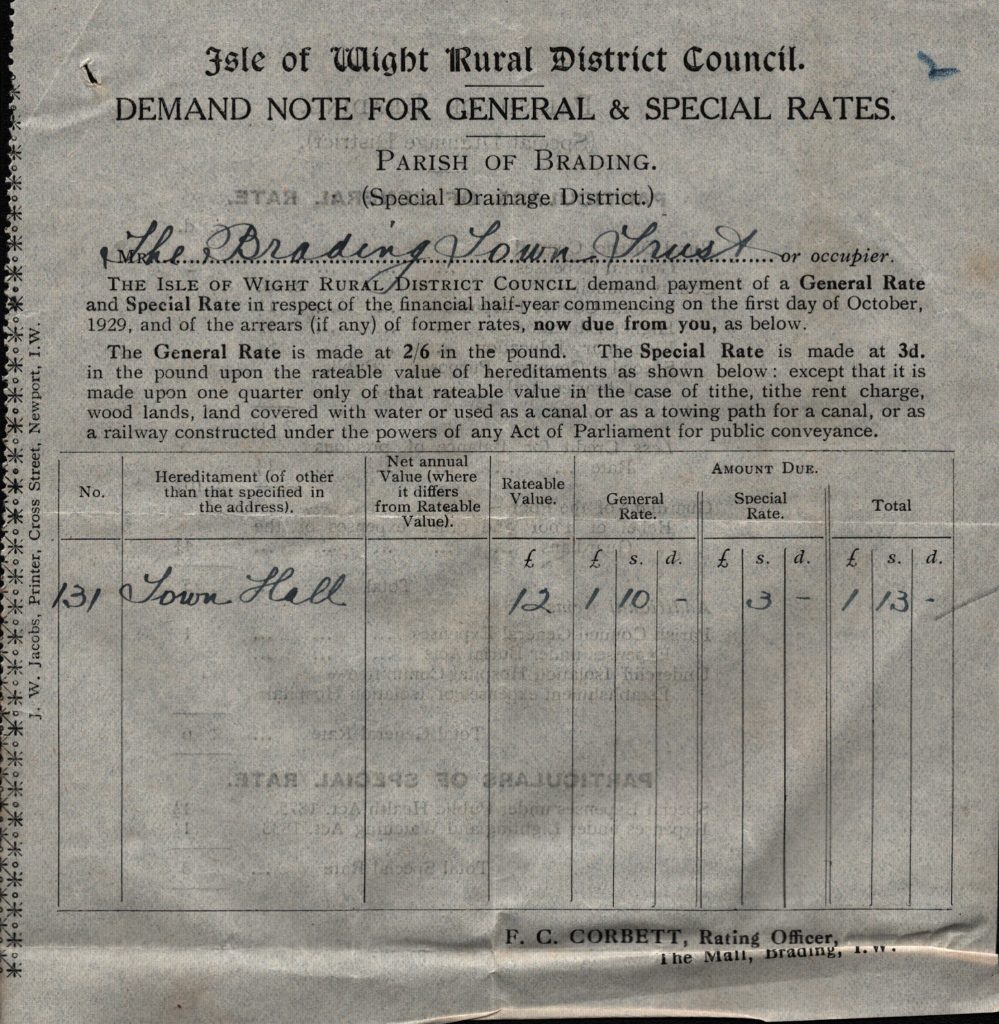 Isle of Wight Rural District Council.
DEMAND NOTE FOR GENERAL & SPECIAL RATES.
PARISH OF BRADING.
(Special Drainage District.)
MR. The Brading Town Trust or occupier.
THE ISLE OF WIGHT RURAL DISTRICT COUNCIL demand payment of a General Rate
and Special Rate in respect of the financial half-year commencing on the first day of October,
1929, and of the arrears (if any) of former rates, now due from you, as below.
The General Rate is made at 2/6 in the pound. The Special Rate is made at 3d.
in the pound upon the rateable value of hereditaments as shown below: except that it is
made upon one quarter only of that rateable value in the case of tithe, tithe rent charge,
wood lands, land covered with water or used as a canal or as a towing path for a canal, or as
a railway constructed under the powers of any Act of Parliament for public conveyance.
No.
Hereditament (of other
than that specified in
the address).
Net annual
Value (where
it differs
from Rateable
Value).
Rateable
Value.
AMOUNT DUE.
General
Rate.
Special
Rate.
Total
£ £ s. d. £ s. d. £ s. d.
131 Town Hall 12 1 10 - 3 - 1 13 -
F. C. CORBETT, Rating Officer,
The Mall, Brading, I.W.
J. W. Jacobs, Printer, Cross Street, Newport, I.W.